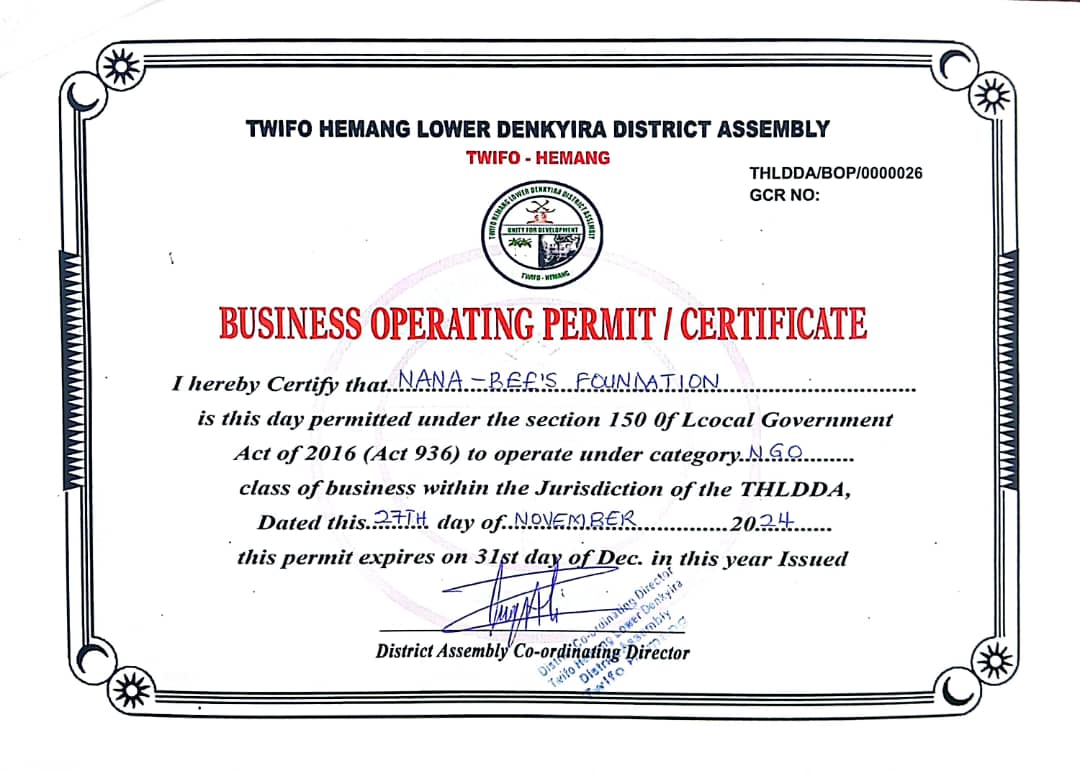 TWIFO HEMANG LOWER DENKYIRA DISTRICT ASSEMBLY
TWIFO - HEMANG
THLDDA/BOP/0000026
GCR NO:
TWIFO HEMANG LOWER DENKYIRA DISTRICT ASSEMBLY
UNITY FOR DEVELOPMENT
TWIFO - HEMANG
BUSINESS OPERATING PERMIT / CERTIFICATE
I hereby Certify that..NANA-BEE'S FOUNDATION..........
is this day permitted under the section 150 0f Lcocal Government
Act of 2016 (Act 936) to operate under category..NGO.........
class of business within the Jurisdiction of the THLDDA,
Dated this..27TH day of..NOVEMBER...............20.24......
this permit expires on 31st day of Dec. in this year Issued
District Co-ordinating Director
Twifo Hemang Lower Denkyira
District Assembly
Twifo
District Assembly Co-ordinating Director